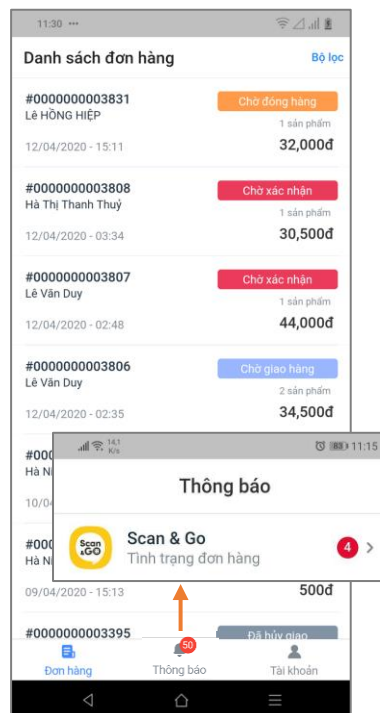 11:30 •••
Danh sách đơn hàng
Bộ lọc
#0000000003831
Chờ đóng hàng
Lê HỒNG HIỆP
1 sản phẩm
12/04/2020 - 15:11
32,000đ
#0000000003808
Chờ xác nhận
Hà Thị Thanh Thuỷ
1 sản phẩm
12/04/2020 - 03:34
30,500đ
#0000000003807
Chờ xác nhận
Lê Văn Duy
1 sản phẩm
12/04/2020 - 02:48
44,000đ
#0000000003806
Chờ giao hàng
Lê Văn Duy
2 sản phẩm
12/04/2020 - 02:35
34,500đ
#000
Hà Ni
10/0
14,1
K/s
11:15
Thông báo
Scan
&GO
Scan & Go
Tình trạng đơn hàng
4
#000
Hà Ni
09/04/2020 - 15:13
500đ
#0000000003395
Đã hủy giao
50
Đơn hàng
Thông báo
Tài khoản